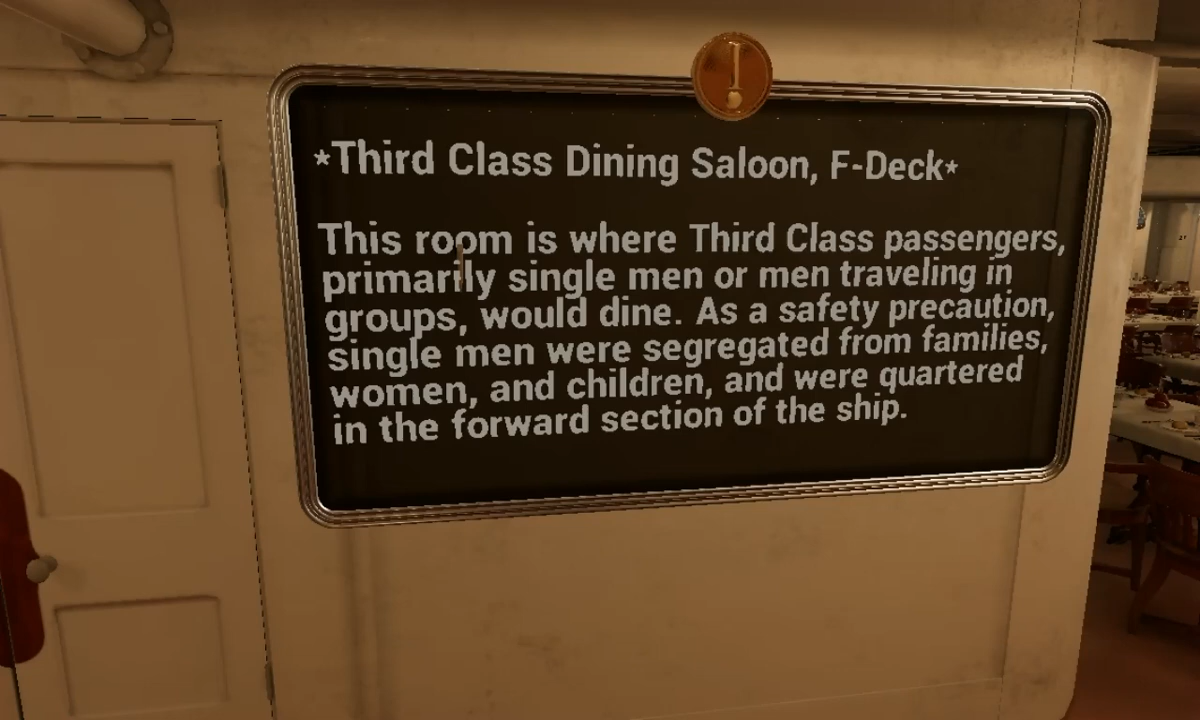 *Third Class Dining Saloon, F-Deck*
This room is where Third Class passengers,
primarily single men or men traveling in
groups, would dine. As a safety precaution,
single men were segregated from families,
women, and children, and were quartered
in the forward section of the ship.